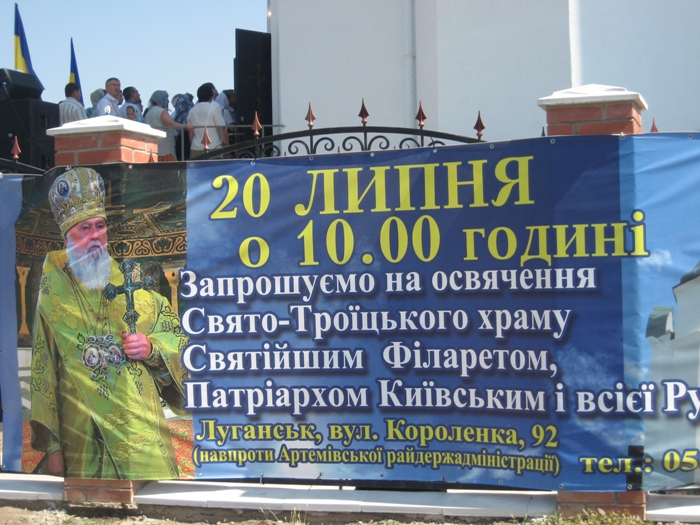 20 ЛИПНЯ
о 10.00 годині
Запрошуємо на освячення
Свято-Троїцького храму
Святійшим Філаретом,
Патріархом Київським і всієї Ру
Луганськ, вул. Короленка, 92
(навпроти Артемівської райдержадміністрації) тел.: 05